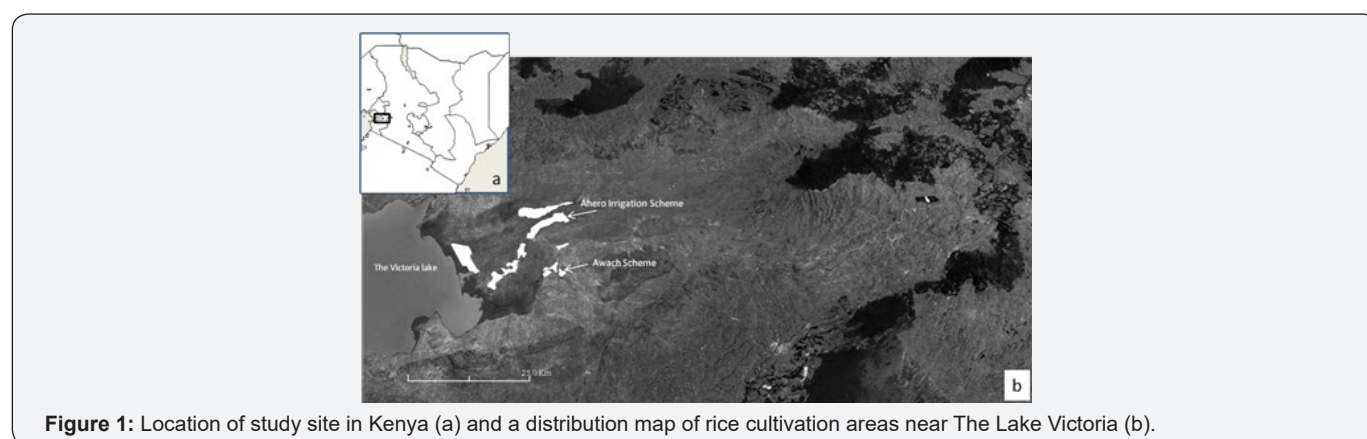 a
Ahero Irrigation Scheme
The Victoria lake
Awach Scheme
25.0 Km
b
Figure 1: Location of study site in Kenya (a) and a distribution map of rice cultivation areas near The Lake Victoria (b).